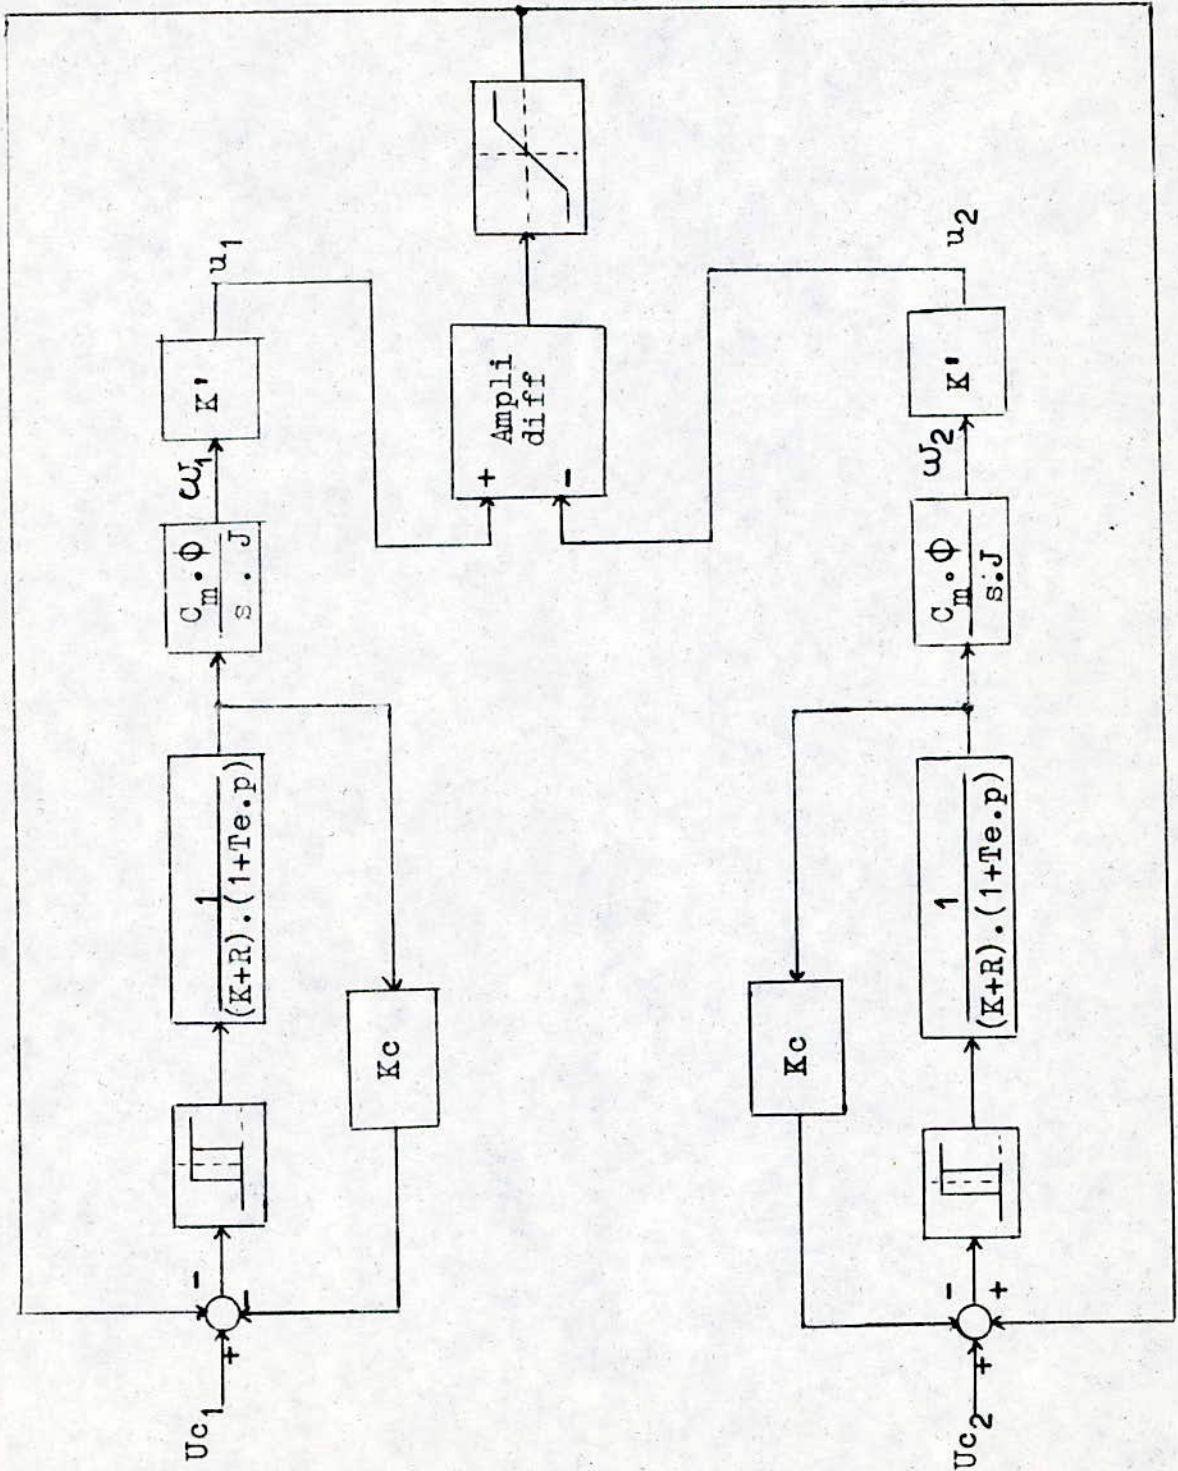 Uc1
+
-
-
1
(K+R).(1+Te.p)
Kc
Cm.Φ
s . J
ω1
K'
u1
+
-
Ampli
diff
Uc2
+
-
+
1
(K+R).(1+Te.p)
Kc
Cm.Φ
s.J
ω2
K'
u2